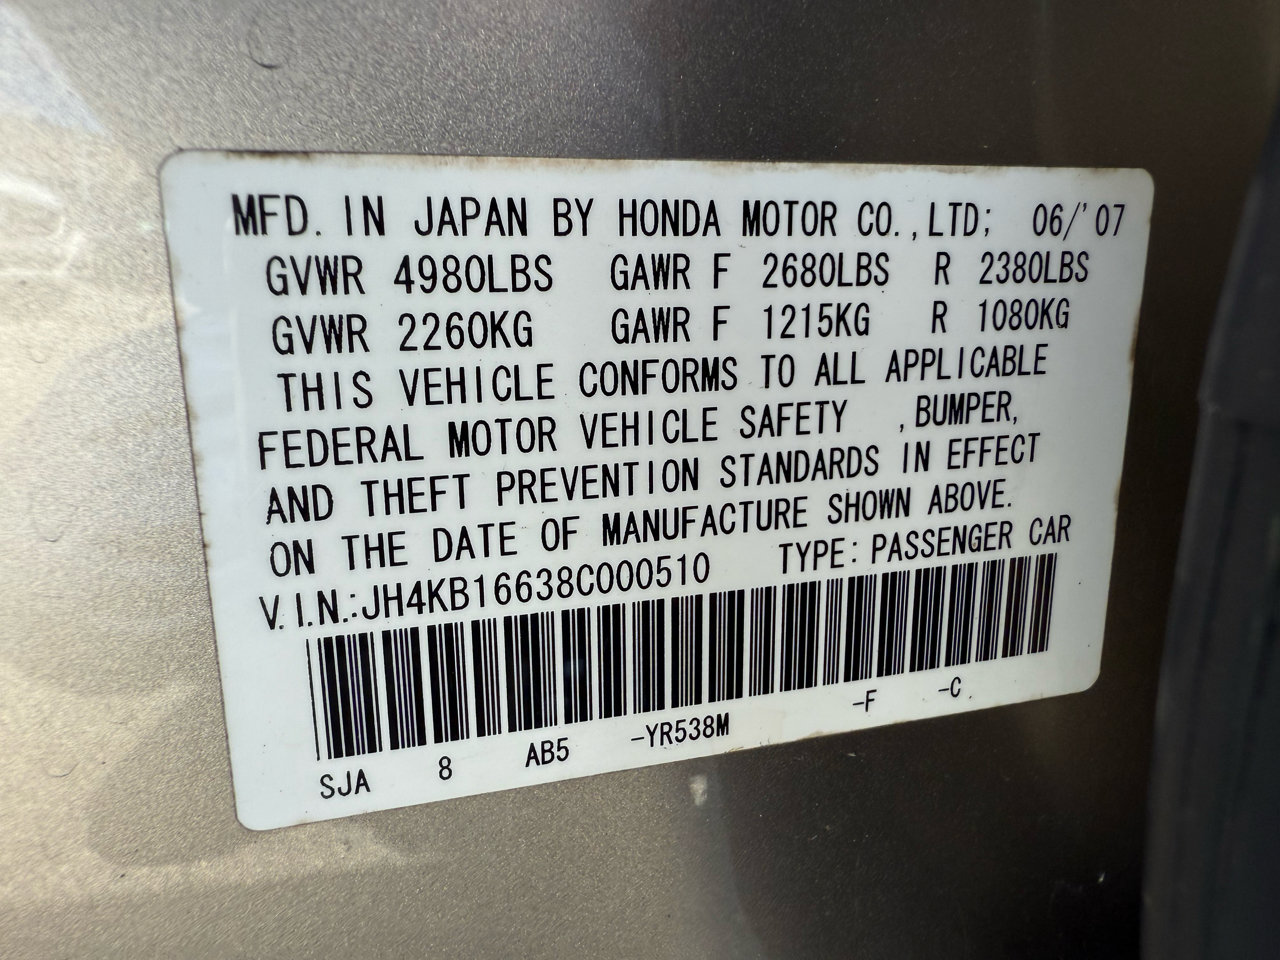 MFD. IN JAPAN BY HONDA MOTOR CO.,LTD; 06/'07
GVWR 4980LBS GAWR F 2680LBS R 2380LBS
GVWR 2260KG GAWR F 1215KG R 1080KG
THIS VEHICLE CONFORMS TO ALL APPLICABLE
FEDERAL MOTOR VEHICLE SAFETY ,BUMPER,
AND THEFT PREVENTION STANDARDS IN EFFECT
ON THE DATE OF MANUFACTURE SHOWN ABOVE.
V.I.N.:JH4KB16638C000510 TYPE:PASSENGER CAR
SJA 8 AB5 -YR538M -F -C